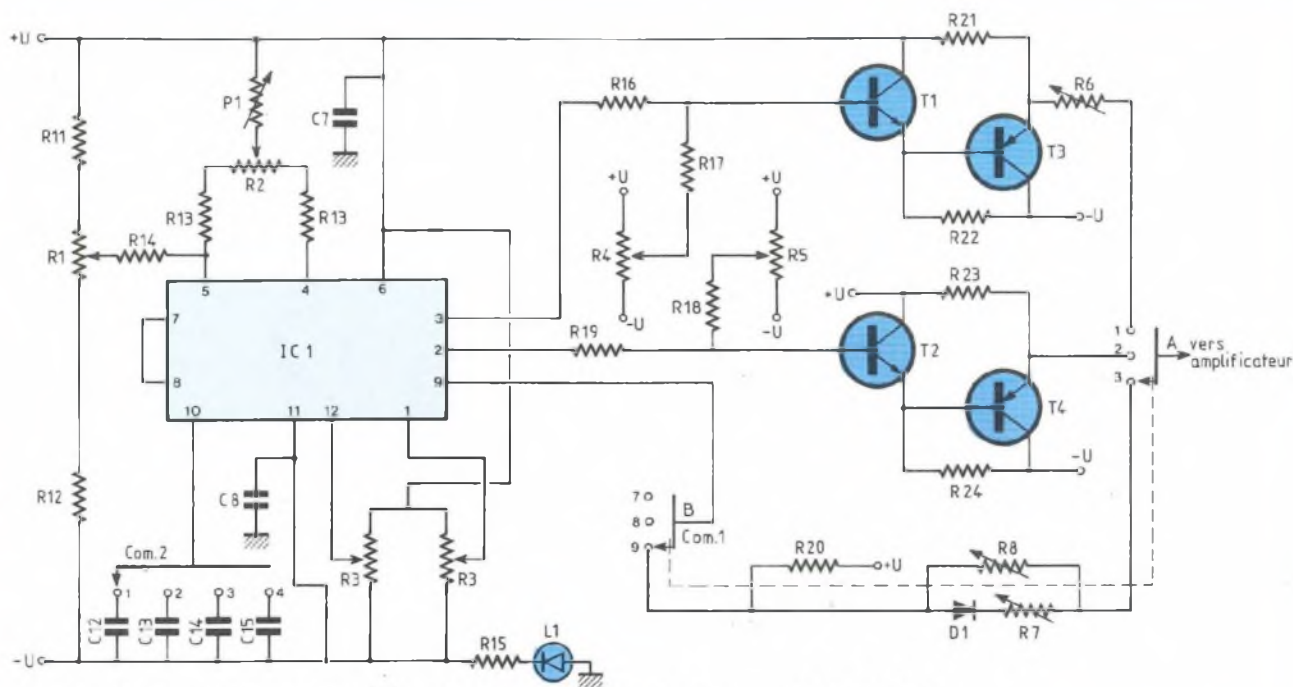 R21
+U
R16
P1
T1
R6
C7
R11
R17
T3
R2
+U
+U
R13
R13
R22
-U
R14
R1
R4
R5
R23
5
4
6
R18
+U
7
3
-U
-U
1
IC 1
R19
2
A
vers
amplificateur
2
T2
3
8
9
10
11
12
1
T4
-U
R12
C8
7
B
R24
8
Com.1
9
Com.2
R20
R8
+U
R3
R3
1
2
3
4
C12
C13
C14
C15
D1
R7
L1
R15
-U